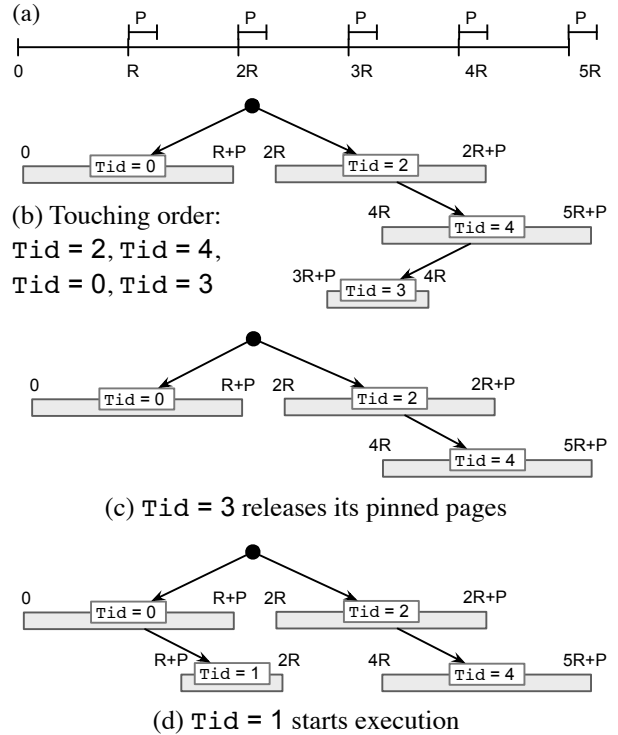 (a)
P P P P P
0 R 2R 3R 4R 5R
0 R+P 2R 2R+P
Tid = 0 Tid = 2
4R 5R+P
(b) Touching order: Tid = 4
Tid = 2, Tid = 4,
3R+P 4R
Tid = 0, Tid = 3 Tid = 3
0 R+P 2R 2R+P
Tid = 0 Tid = 2
4R 5R+P
Tid = 4
(c) Tid = 3 releases its pinned pages
0 R+P 2R 2R+P
Tid = 0 Tid = 2
R+P 2R 4R 5R+P
Tid = 1 Tid = 4
(d) Tid = 1 starts execution